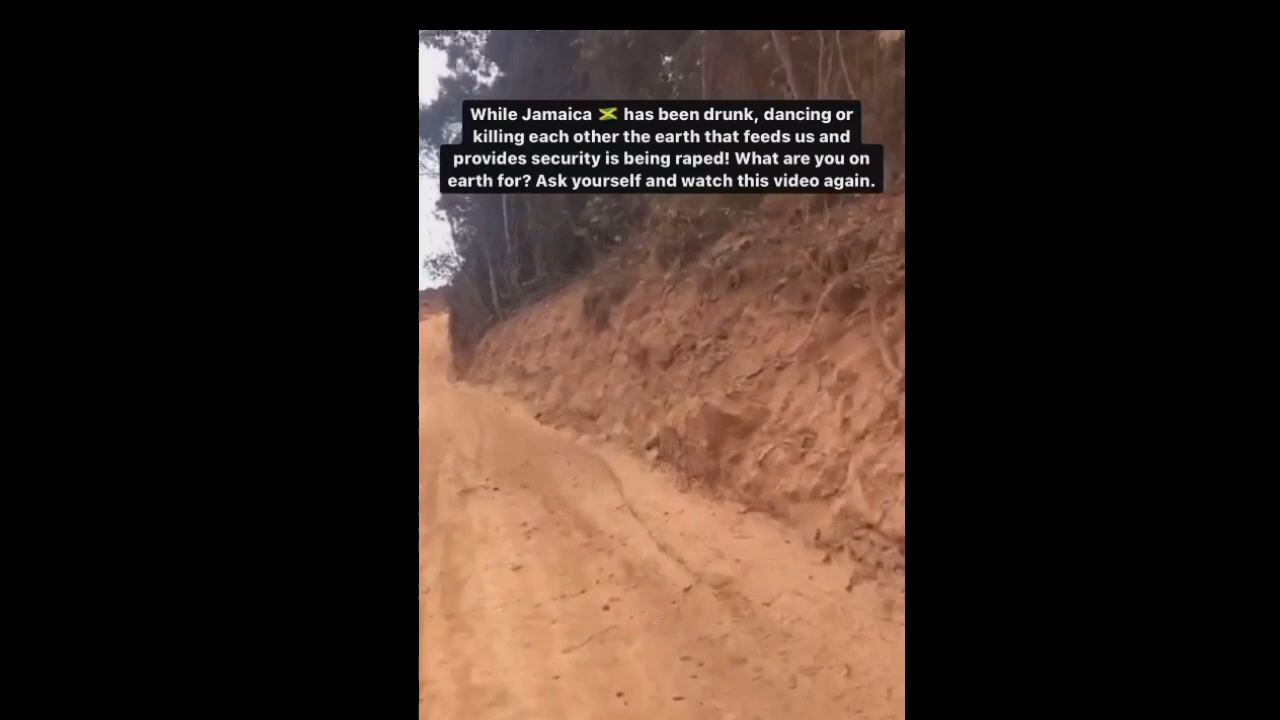 While Jamaica 🇯🇲 has been drunk, dancing or
killing each other the earth that feeds us and
provides security is being raped! What are you on
earth for? Ask yourself and watch this video again.